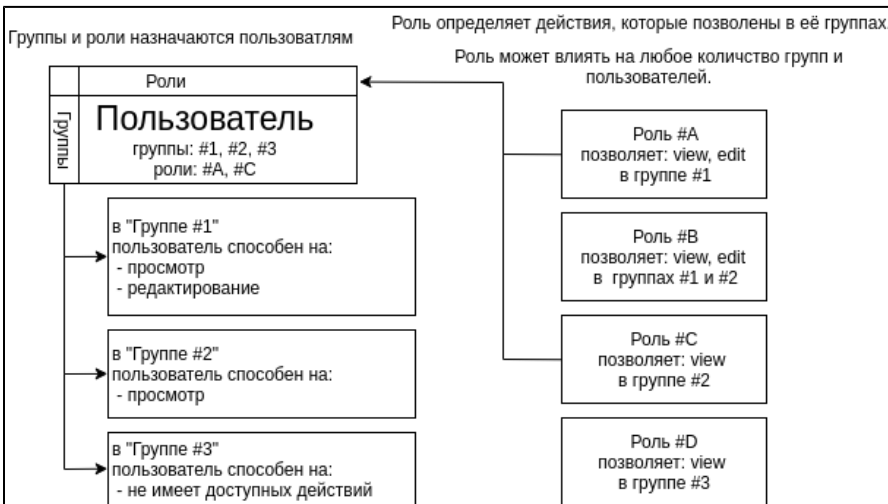 Группы и роли назначаются пользоватлям
Роли
Группы
Пользователь
группы: #1, #2, #3
роли: #A, #C
в "Группе #1"
пользователь способен на:
- просмотр
- редактирование
в "Группе #2"
пользователь способен на:
- просмотр
в "Группе #3"
пользователь способен на:
- не имеет доступных действий
Роль определяет действия, которые позволены в её группах.
Роль может влиять на любое количство групп и
пользователей.
Роль #A
позволяет: view, edit
в группе #1
Роль #B
позволяет: view, edit
в группах #1 и #2
Роль #C
позволяет: view
в группе #2
Роль #D
позволяет: view
в группе #3